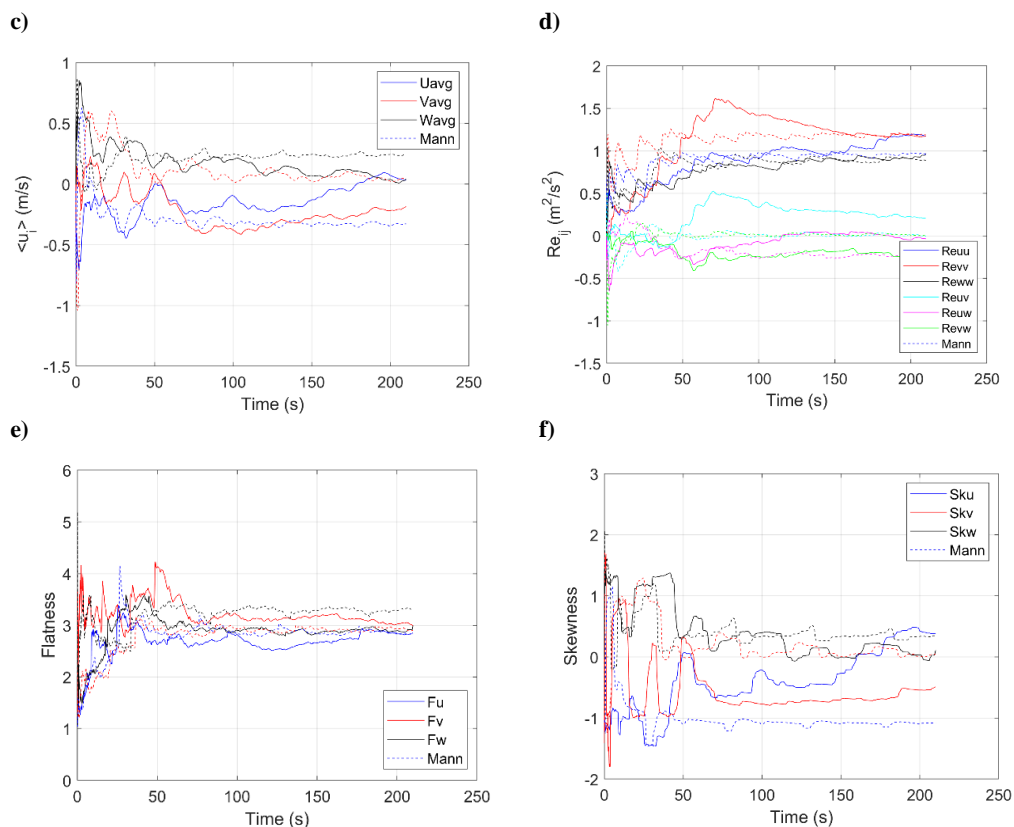 c)
d)
1
0.5
0
-0.5
-1
-1.5
<u_i> (m/s)
0 50 100 150 200 250
Time (s)
Uavg
Vavg
Wavg
Mann
2
1.5
1
0.5
0
-0.5
-1
-1.5
Re_ij (m²/s²)
0 50 100 150 200 250
Time (s)
Reuu
Revv
Reww
Reuv
Reuw
Revw
Mann
e)
f)
6
5
4
3
2
1
0
Flatness
0 50 100 150 200 250
Time (s)
Fu
Fv
Fw
Mann
3
2
1
0
-1
-2
Skewness
0 50 100 150 200 250
Time (s)
Sku
Skv
Skw
Mann